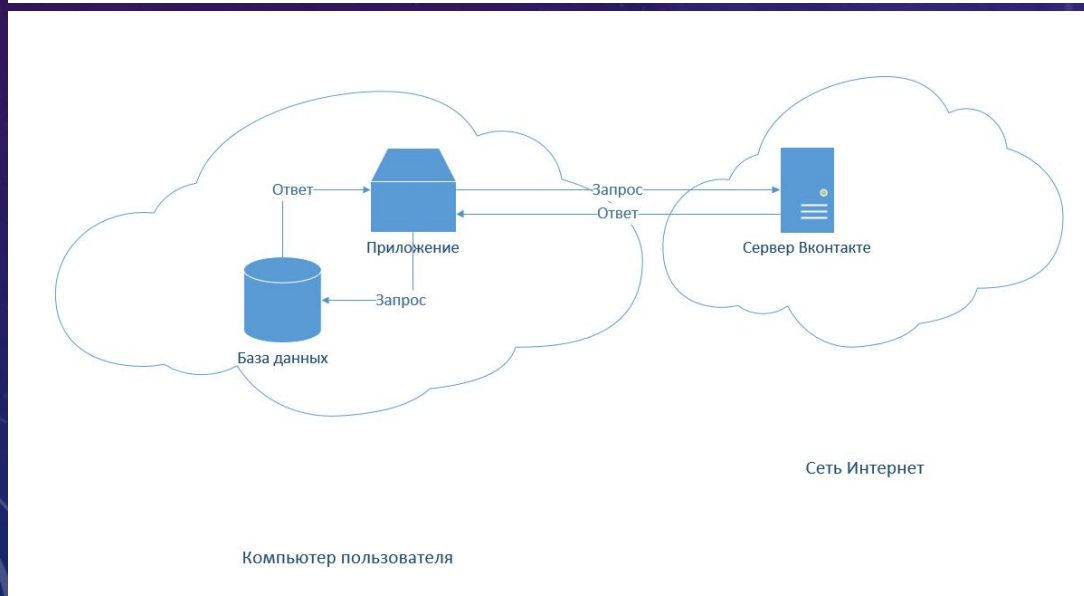 Ответ
Запрос
Ответ
Приложение
Сервер Вконтакте
Запрос
База данных
Сеть Интернет
Компьютер пользователя